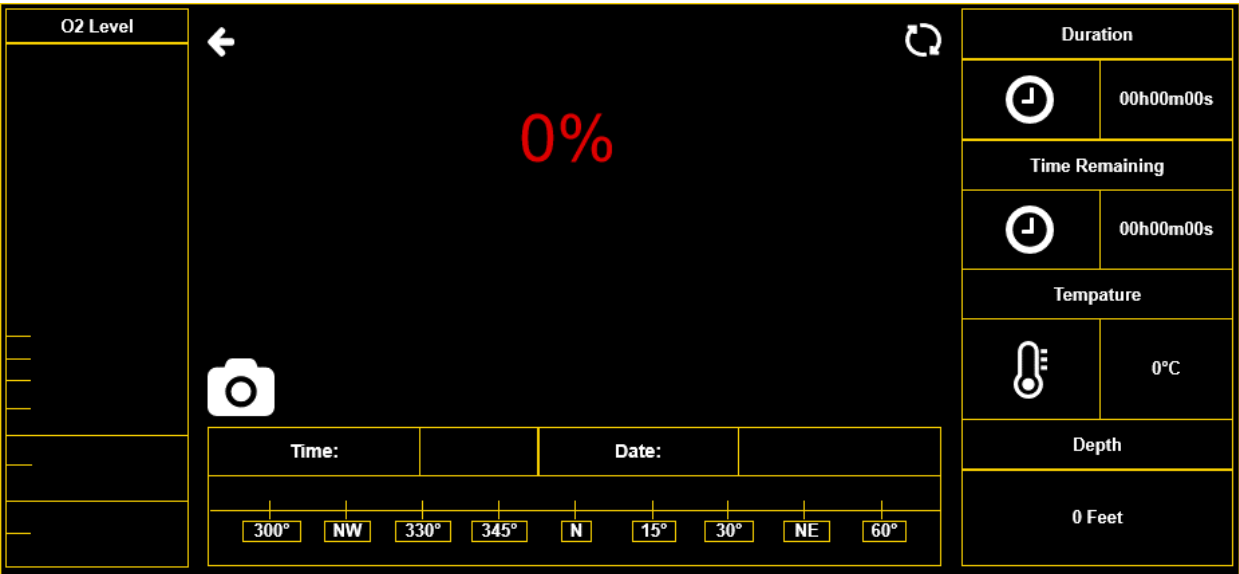 O2 Level
0%
Time:
Date:
300° NW 330° 345° N 15° 30° NE 60°
Duration
00h00m00s
Time Remaining
00h00m00s
Tempature
0°C
Depth
0 Feet